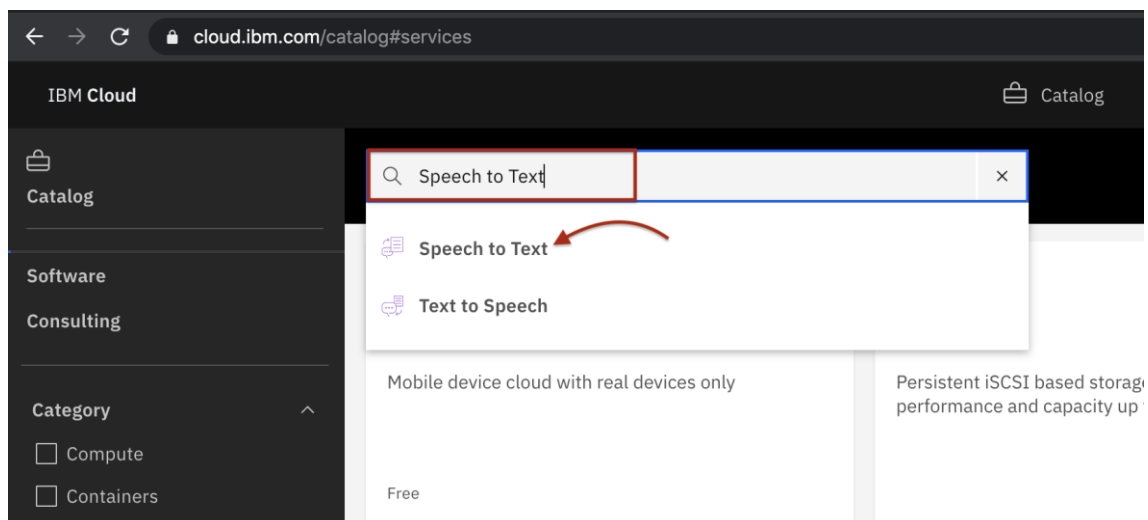 cloud.ibm.com/catalog#services
IBM Cloud
Catalog
Catalog
Speech to Text
Speech to Text
Text to Speech
Software
Consulting
Mobile device cloud with real devices only
Persistent iSCSI based storage
performance and capacity up
Category
Compute
Free
Containers